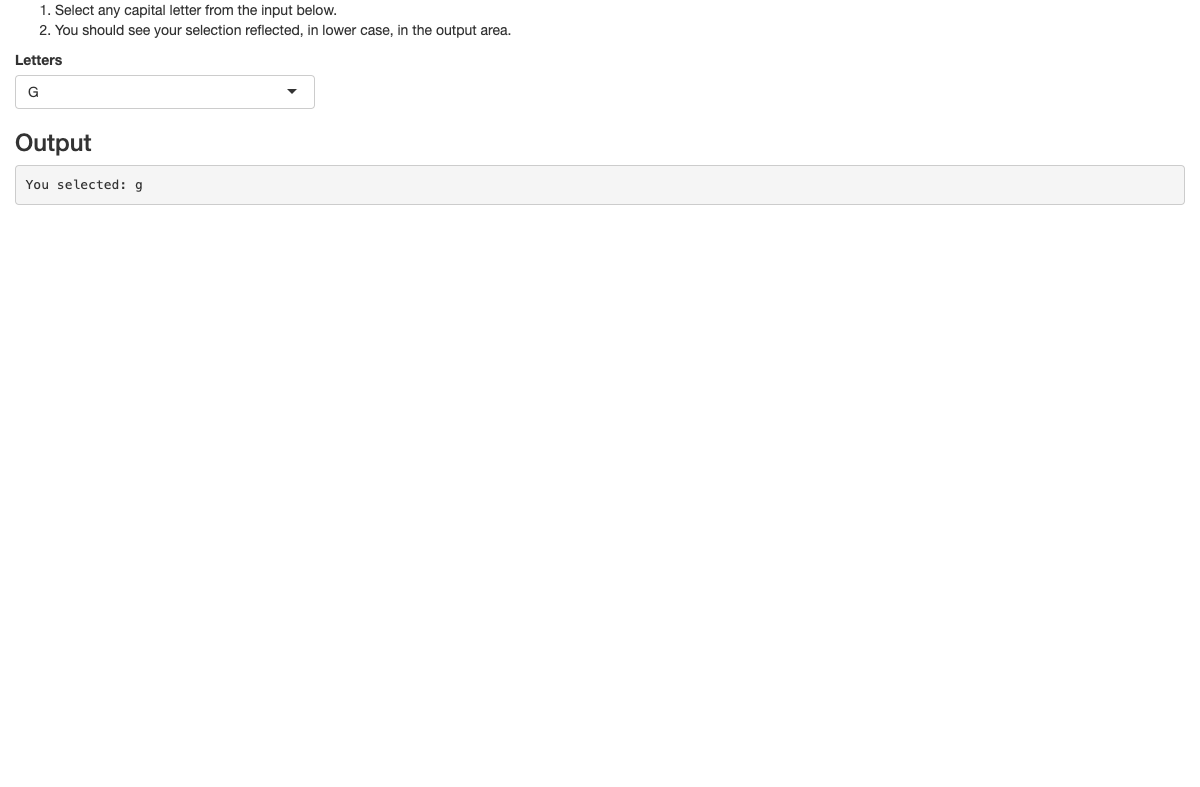 1. Select any capital letter from the input below.
2. You should see your selection reflected, in lower case, in the output area.
Letters
G
Output
You selected: g